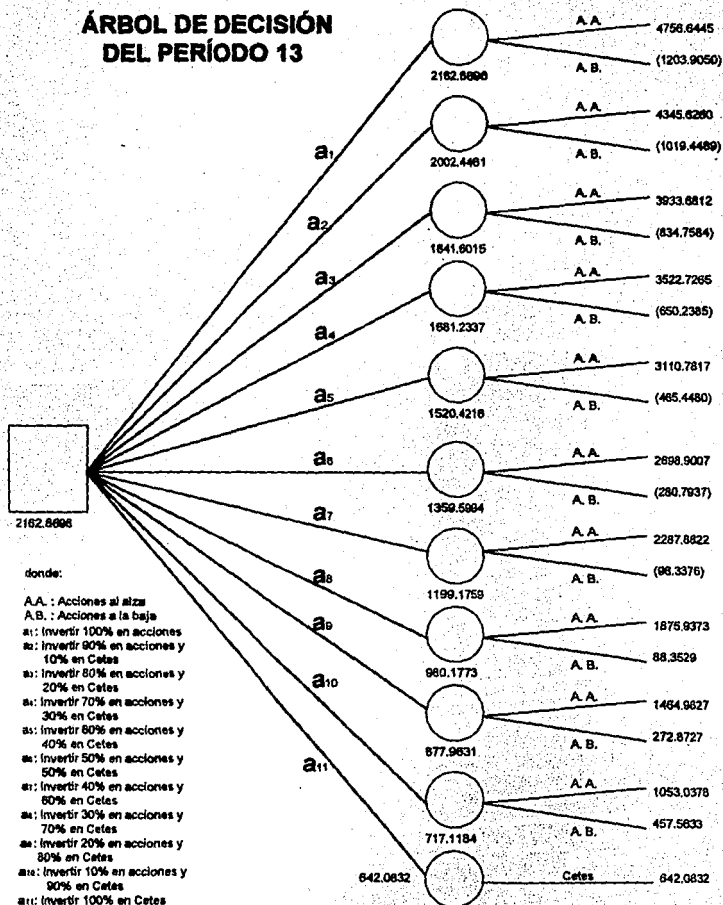 ÁRBOL DE DECISIÓN
DEL PERÍODO 13
A.A. 4756.6445
2162.8698
A.B. (1203.9050)
a₁
A.A. 4345.6260
2002.4461
A.B. (1019.4489)
a₂
A.A. 3933.6812
1841.6015
A.B. (834.7584)
a₃
A.A. 3522.7265
1681.2337
A.B. (650.2385)
a₄
A.A. 3110.7817
1520.4216
A.B. (465.4480)
a₅
A.A. 2698.9007
1359.5994
A.B. (280.7937)
a₆
2162.8698
A.A. 2287.8822
1199.1759
A.B. (96.3376)
a₇
A.A. 1875.9373
980.1773
A.B. 88.3529
a₈
A.A. 1464.9827
877.9631
A.B. 272.8727
a₉
A.A. 1053.0378
717.1184
A.B. 457.5633
a₁₀
642.0832
Cetes 642.0832
a₁₁
donde:
A.A. : Acciones al alza
A.B. : Acciones a la baja
a₁: Invertir 100% en acciones
a₂: Invertir 90% en acciones y
10% en Cetes
a₃: Invertir 80% en acciones y
20% en Cetes
a₄: Invertir 70% en acciones y
30% en Cetes
a₅: Invertir 60% en acciones y
40% en Cetes
a₆: Invertir 50% en acciones y
50% en Cetes
a₇: Invertir 40% en acciones y
60% en Cetes
a₈: Invertir 30% en acciones y
70% en Cetes
a₉: Invertir 20% en acciones y
80% en Cetes
a₁₀: Invertir 10% en acciones y
90% en Cetes
a₁₁: Invertir 100% en Cetes